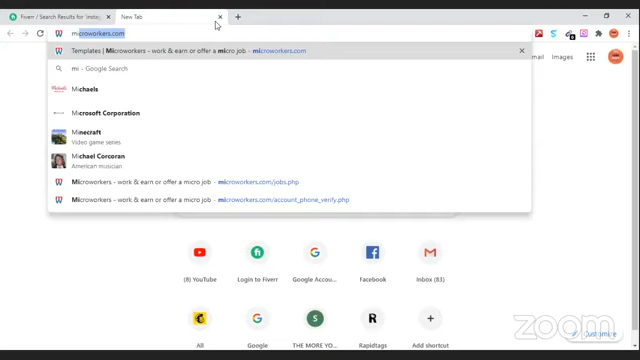 Fiverr / Search Results for 'Instag
New Tab
microworkers.com
Templates | Microworkers - work & earn or offer a micro job - microworkers.com
mi - Google Search
Michaels
Microsoft Corporation
Minecraft
Video game series
Michael Corcoran
American musician
Microworkers - work & earn or offer a micro job - microworkers.com/jobs.php
Microworkers - work & earn or offer a micro job - microworkers.com/account_phone_verify.php
mail
Images
(8) YouTube
Login to Fiverr
Google Accou...
Facebook
Inbox (83)
All
Google
THE MORE YO...
Rapidtags
Add shortcut
Customize
zoom